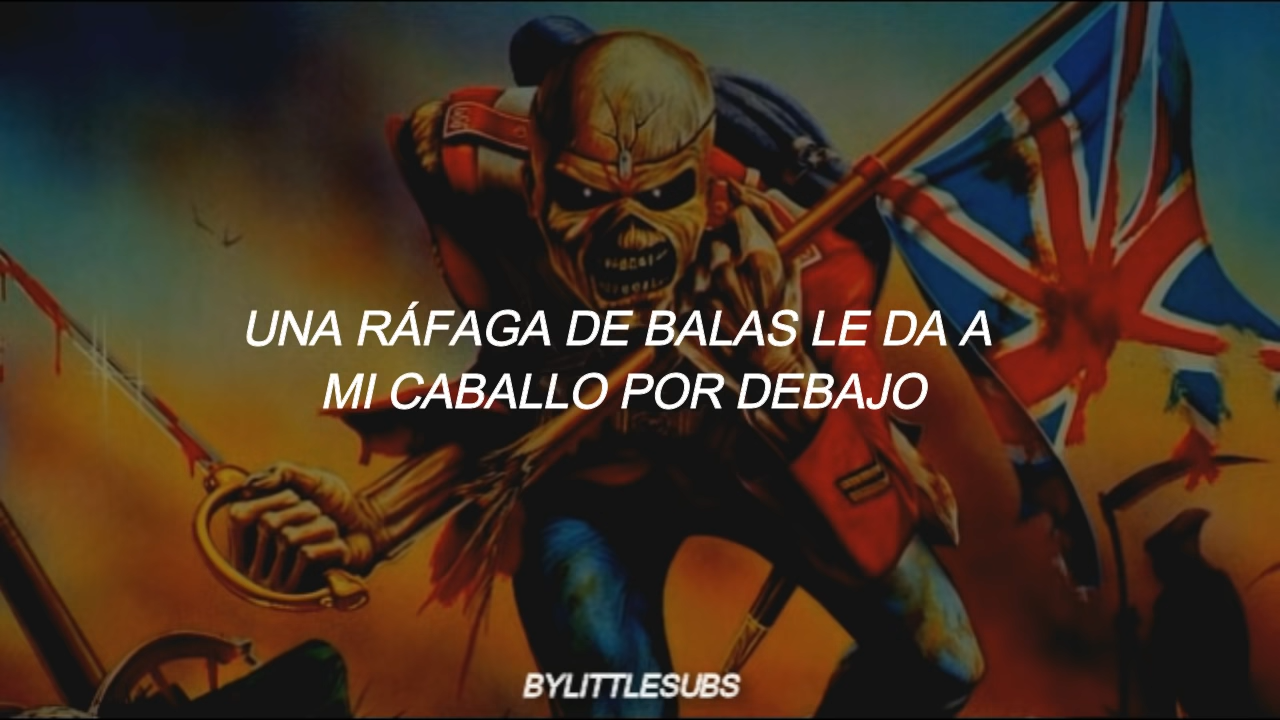 UNA RÁFAGA DE BALAS LE DA A
MI CABALLO POR DEBAJO
BYLITTLESUBS